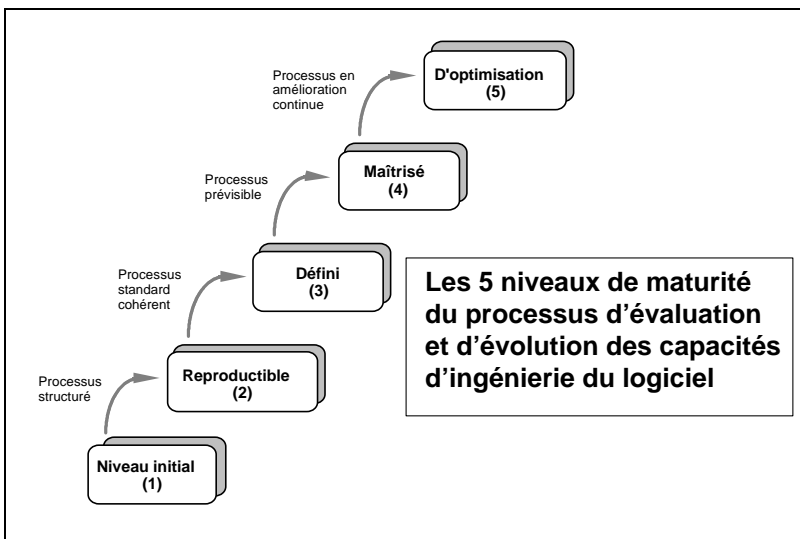 Processus en
amélioration
continue
D'optimisation
(5)
Processus
prévisible
Maîtrisé
(4)
Processus
standard
cohérent
Défini
(3)
Les 5 niveaux de maturité
du processus d’évaluation
et d’évolution des capacités
d’ingénierie du logiciel
Processus
structuré
Reproductible
(2)
Niveau initial
(1)